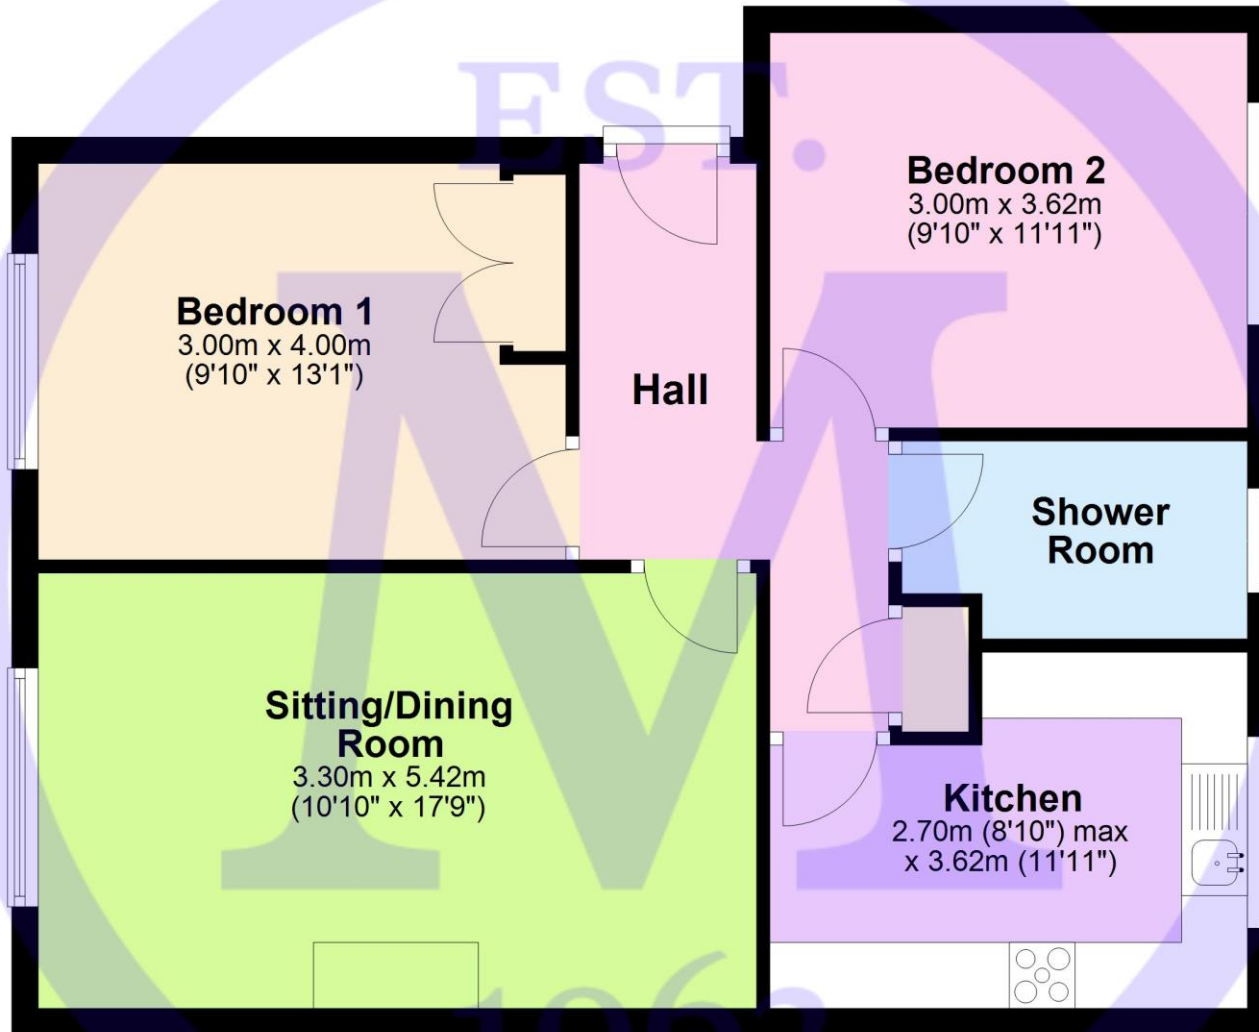 EST.
Bedroom 2
3.00m x 3.62m
(9'10" x 11'11")
Bedroom 1
3.00m x 4.00m
(9'10" x 13'1")
Hall
Shower
Room
Sitting/Dining
Room
3.30m x 5.42m
(10'10" x 17'9")
Kitchen
2.70m (8'10") max
x 3.62m (11'11")
M
1963